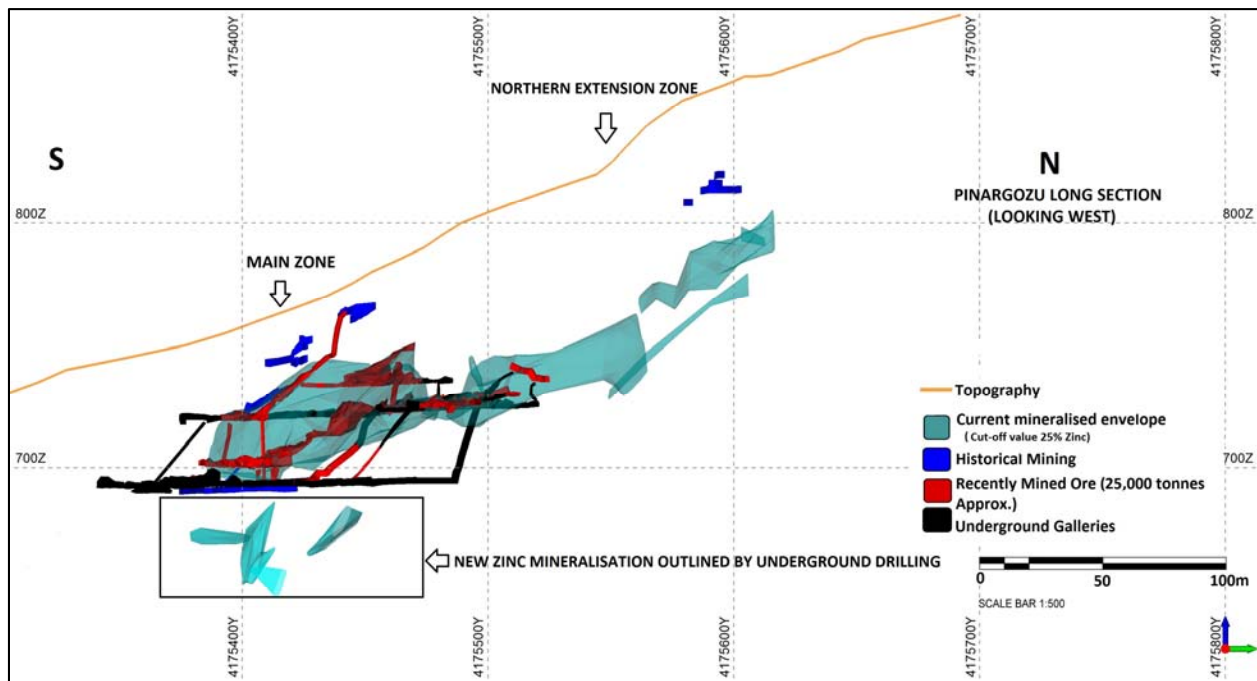 4175400Y
4175500Y
4175600Y
4175700Y
4175800Y
NORTHERN EXTENSION ZONE
S
N
PINARGOZU LONG SECTION
(LOOKING WEST)
800Z
800Z
MAIN ZONE
Topography
Current mineralised envelope
( Cut-off value 25% Zinc)
Historical Mining
Recently Mined Ore (25,000 tonnes
Approx.)
Underground Galleries
700Z
700Z
NEW ZINC MINERALISATION OUTLINED BY UNDERGROUND DRILLING
0
50
100m
SCALE BAR 1:500
4175400Y
4175500Y
4175600Y
4175700Y
4175800Y